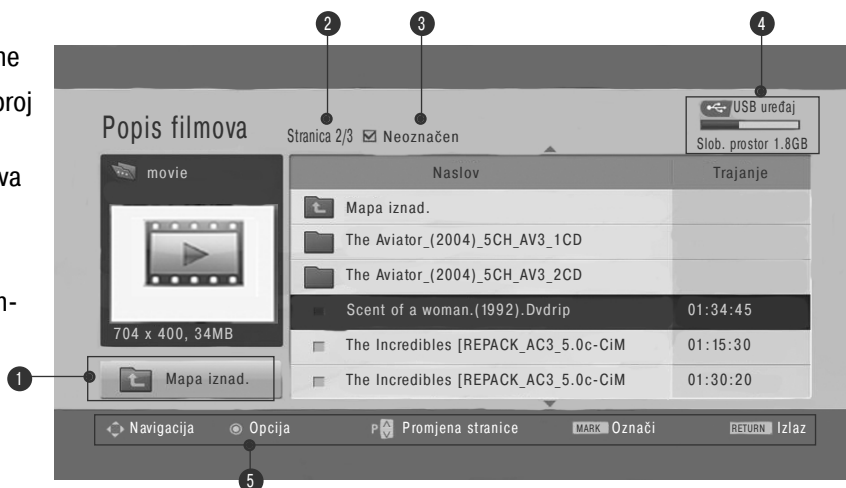 2 3 4
ne
broj
va
n-
USB uređaj
Popis filmova
Stranica 2/3 Neoznačen
Slob. prostor 1.8GB
movie
Naslov Trajanje
Mapa iznad.
The Aviator_(2004)_5CH_AV3_1CD
The Aviator_(2004)_5CH_AV3_2CD
Scent of a woman.(1992).Dvdrip 01:34:45
704 x 400, 34MB
The Incredibles [REPACK_AC3_5.0c-CiM 01:15:30
1 Mapa iznad.
The Incredibles [REPACK_AC3_5.0c-CiM 01:30:20
Navigacija Opcija P Promjena stranice MARK Označi RETURN Izlaz
5